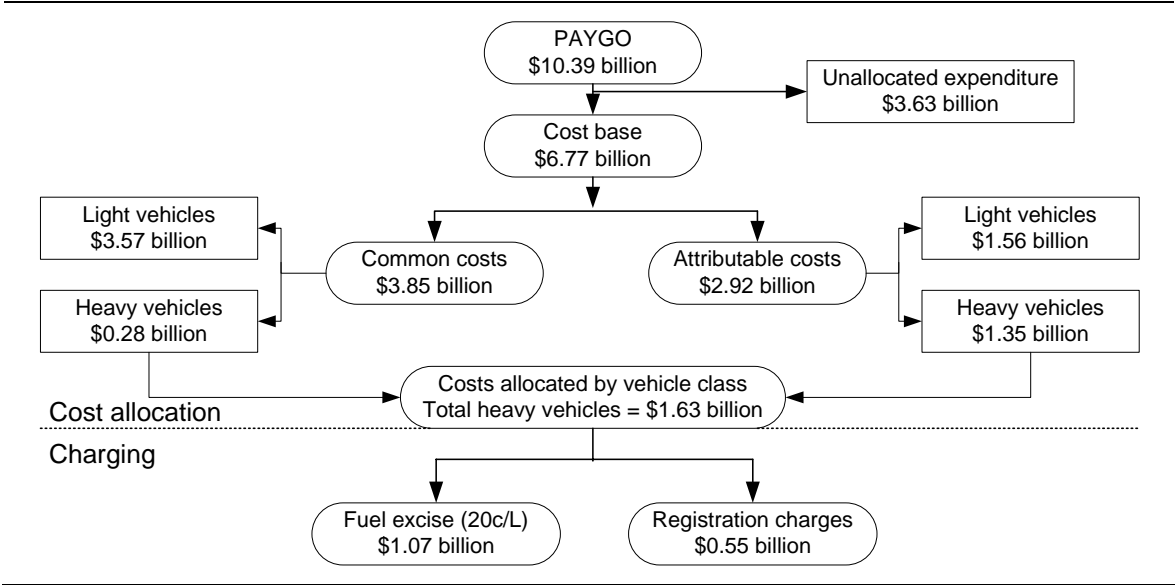 PAYGO
$10.39 billion
Unallocated expenditure
$3.63 billion
Cost base
$6.77 billion
Light vehicles
$3.57 billion
Light vehicles
$1.56 billion
Common costs
$3.85 billion
Attributable costs
$2.92 billion
Heavy vehicles
$0.28 billion
Heavy vehicles
$1.35 billion
Costs allocated by vehicle class
Total heavy vehicles = $1.63 billion
Cost allocation
Charging
Fuel excise (20c/L)
$1.07 billion
Registration charges
$0.55 billion